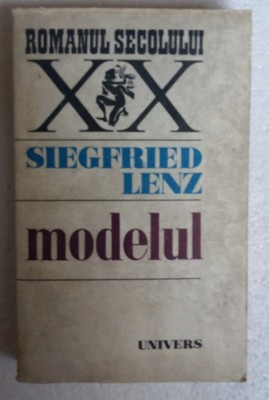 ROMANUL SECOLULUI
XX
SIEGFRIED
LENZ
modelul
UNIVERS